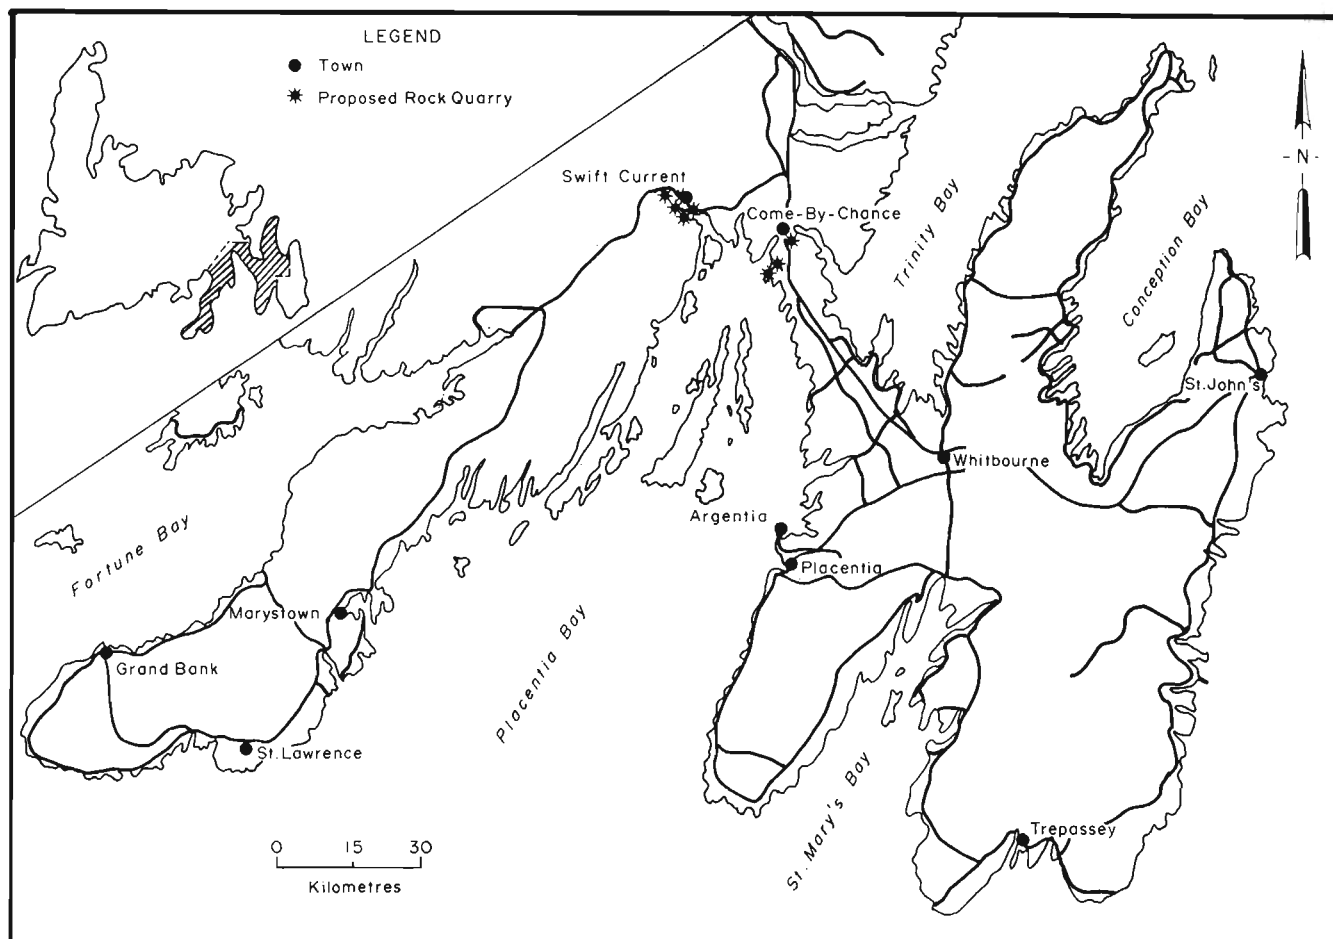 LEGEND
Town
Proposed Rock Quarry
- N -
Swift Current
Come-By-Chance
Trinity Bay
Conception Bay
St. John's
Whitbourne
Argentia
Placentia
Fortune Bay
Marystown
Grand Bank
Placentia Bay
St. Lawrence
St. Mary's Bay
Trepassey
0 15 30
Kilometres